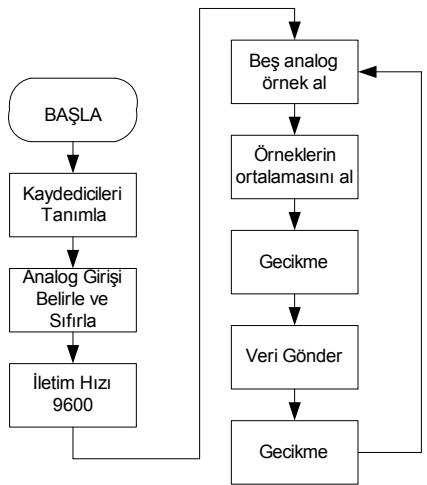 BAŞLA
Kaydedicileri
Tanımla
Analog Girişi
Belirle ve
Sıfırla
İletim Hızı
9600
Beş analog
örnek al
Örneklerin
ortalamasını al
Gecikme
Veri Gönder
Gecikme